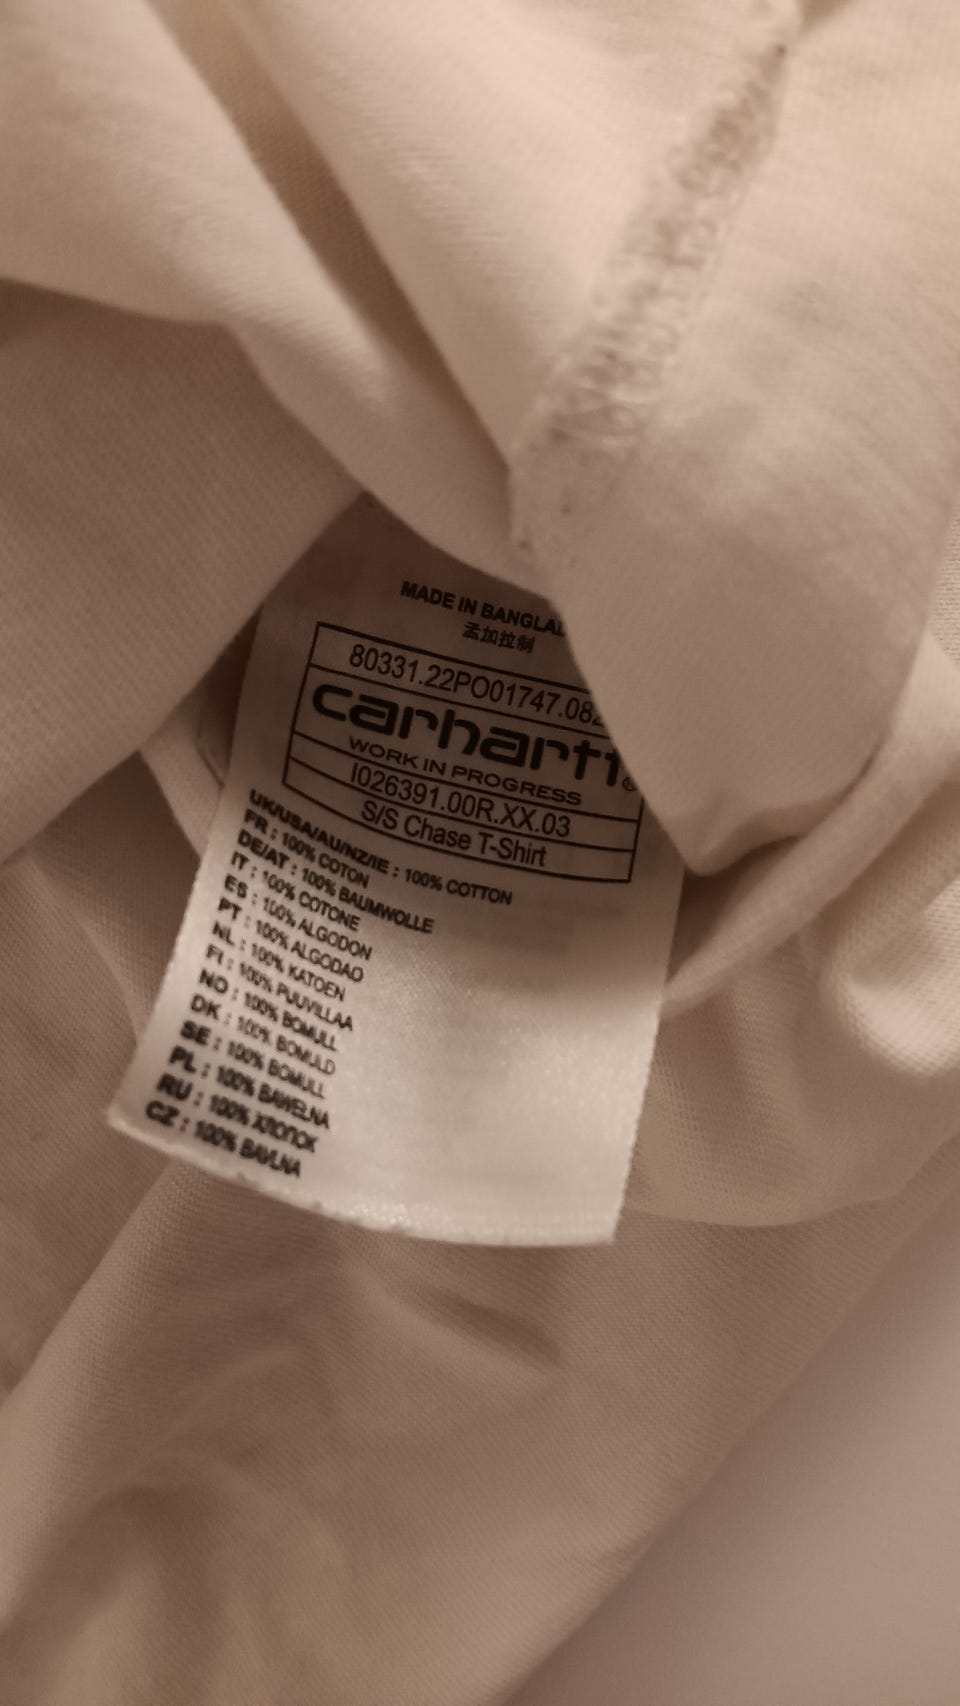 MADE IN BANGLAD
孟加拉制
80331.22PO01747.082
carhartt®
WORK IN PROGRESS
I026391.00R.XX.03
S/S Chase T-Shirt
UK/USA/AU/NZ/IE : 100% COTTON
FR : 100% COTON
DE/AT : 100% BAUMWOLLE
IT : 100% COTONE
ES : 100% ALGODON
PT : 100% ALGODAO
NL : 100% KATOEN
FI : 100% PUUVILLAA
NO : 100% BOMULL
DK : 100% BOMULD
SE : 100% BOMULL
PL : 100% BAWELNA
RU : 100% ХЛОПОК
CZ : 100% BAVLNA